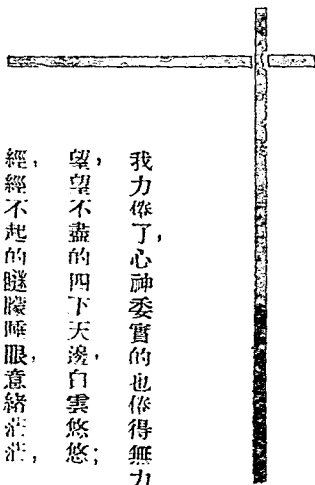 我力倦了，心神委實的也倦得無力
望，望不盡的四下天邊，白雲悠悠；
經，經不起的矇矓睡眼，意緒茫茫，